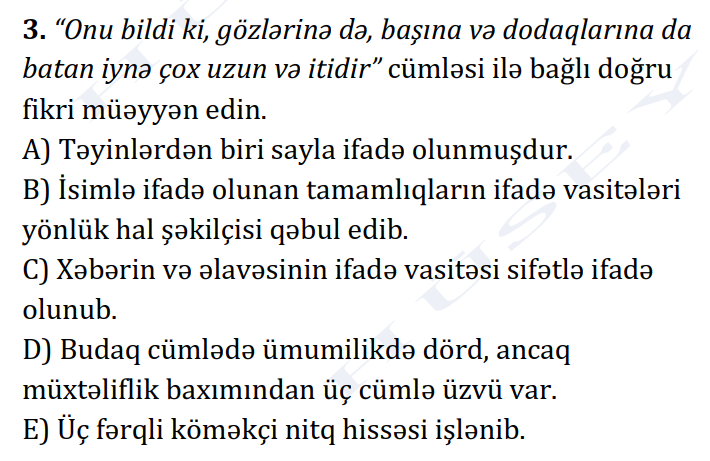 3. “Onu bildi ki, gözlərinə də, başına və dodaqlarına da
batan iynə çox uzun və itidir” cümləsi ilə bağlı doğru
fikri müəyyən edin.
A) Təyinlərdən biri sayla ifadə olunmuşdur.
B) İsimlə ifadə olunan tamamlıqların ifadə vasitələri
yönlük hal şəkilçisi qəbul edib.
C) Xəbərin və əlavəsinin ifadə vasitəsi sifətlə ifadə
olunub.
D) Budaq cümlədə ümumilikdə dörd, ancaq
müxtəliflik baxımından üç cümlə üzvü var.
E) Üç fərqli köməkçi nitq hissəsi işlənib.
HÜSEY